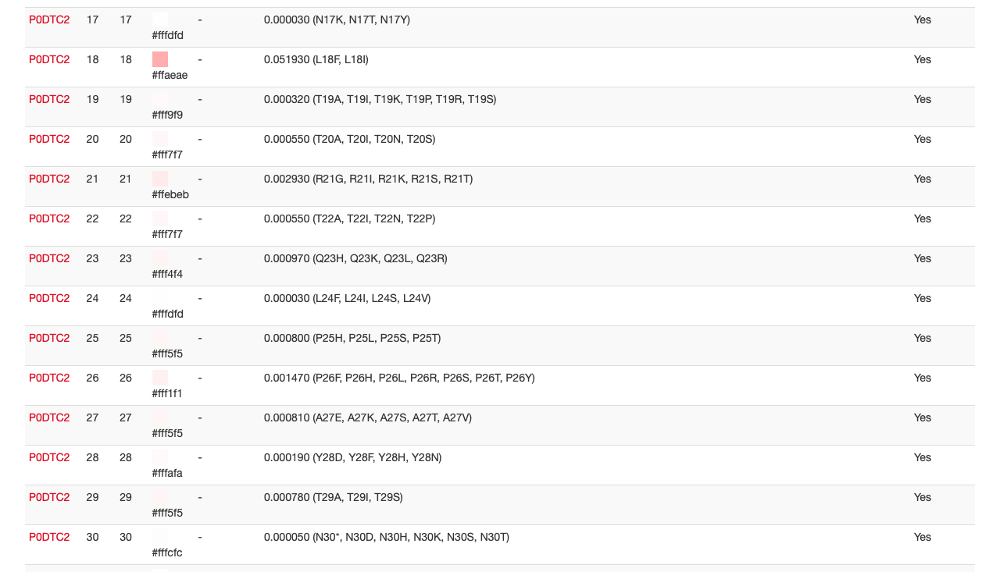 P0DTC2 17 17 - 0.000030 (N17K, N17T, N17Y) Yes
#fffdfd
P0DTC2 18 18 - 0.051930 (L18F, L18I) Yes
#ffaeae
P0DTC2 19 19 - 0.000320 (T19A, T19I, T19K, T19P, T19R, T19S) Yes
#fff9f9
P0DTC2 20 20 - 0.000550 (T20A, T20I, T20N, T20S) Yes
#fff7f7
P0DTC2 21 21 - 0.002930 (R21G, R21I, R21K, R21S, R21T) Yes
#ffebeb
P0DTC2 22 22 - 0.000550 (T22A, T22I, T22N, T22P) Yes
#fff7f7
P0DTC2 23 23 - 0.000970 (Q23H, Q23K, Q23L, Q23R) Yes
#fff4f4
P0DTC2 24 24 - 0.000030 (L24F, L24I, L24S, L24V) Yes
#fffdfd
P0DTC2 25 25 - 0.000800 (P25H, P25L, P25S, P25T) Yes
#fff5f5
P0DTC2 26 26 - 0.001470 (P26F, P26H, P26L, P26R, P26S, P26T, P26Y) Yes
#fff1f1
P0DTC2 27 27 - 0.000810 (A27E, A27K, A27S, A27T, A27V) Yes
#fff5f5
P0DTC2 28 28 - 0.000190 (Y28D, Y28F, Y28H, Y28N) Yes
#fffafa
P0DTC2 29 29 - 0.000780 (T29A, T29I, T29S) Yes
#fff5f5
P0DTC2 30 30 - 0.000050 (N30*, N30D, N30H, N30K, N30S, N30T) Yes
#fffcfc